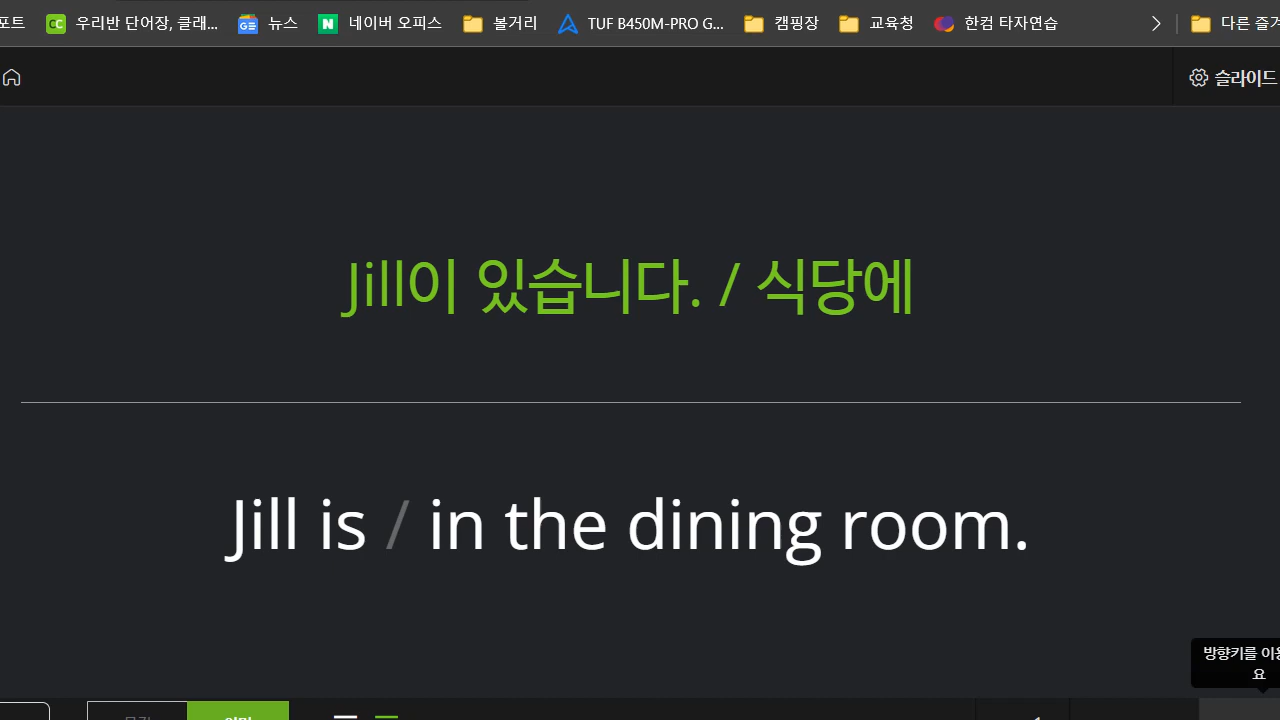 포트 우리반 단어장, 클래... 뉴스 네이버 오피스 볼거리 TUF B450M-PRO G... 캠핑장 교육청 한컴 타자연습 다른 즐겨
슬라이드
Jill이 있습니다. / 식당에
Jill is / in the dining room.
방향키를 이용
요